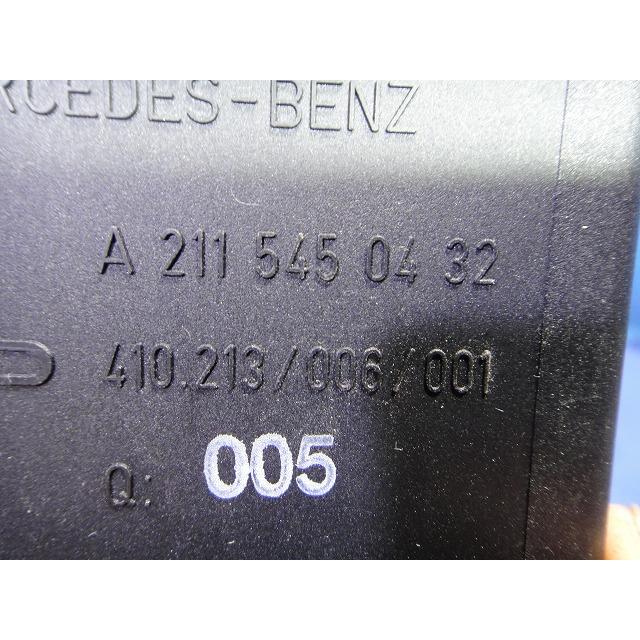 RCEDES-BENZ
A 211 545 04 32
410.213/006/001
Q: 005